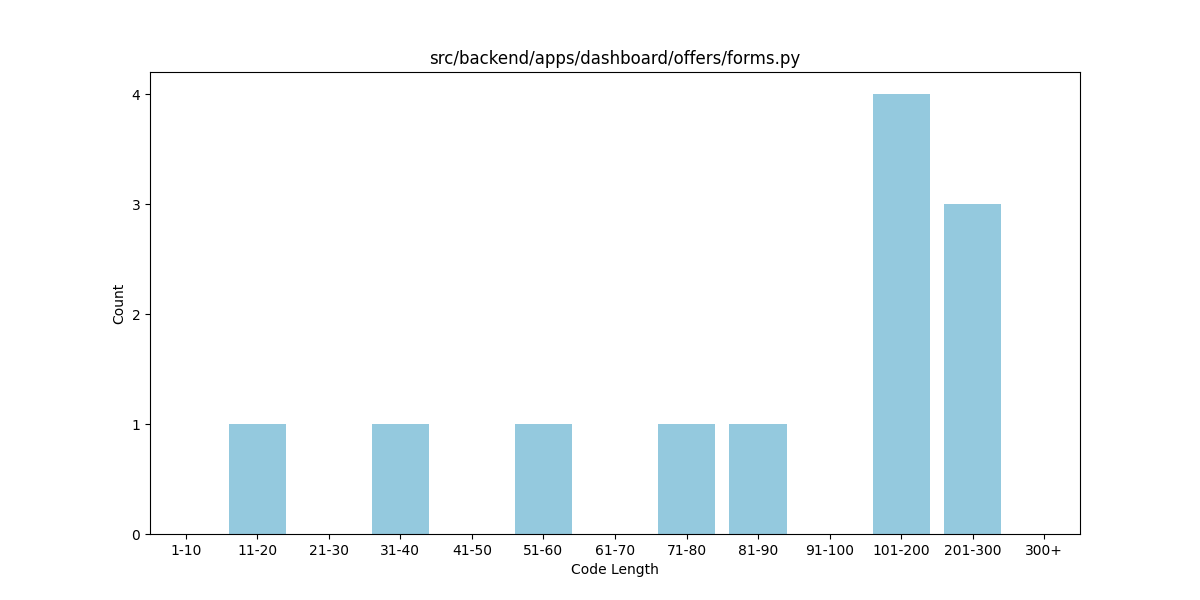 src/backend/apps/dashboard/offers/forms.py
4
3
2
1
0
Count
1-10 11-20 21-30 31-40 41-50 51-60 61-70 71-80 81-90 91-100 101-200 201-300 300+
Code Length